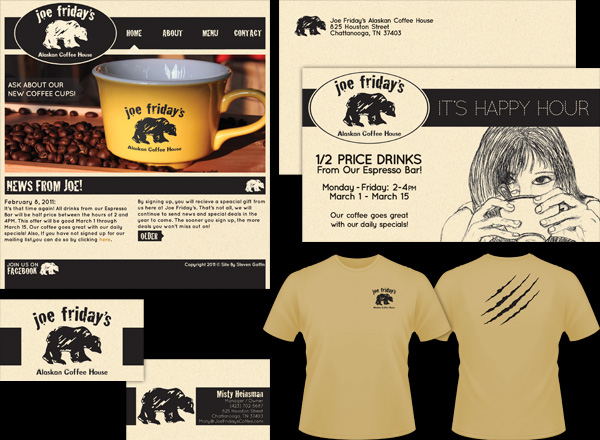 joe friday's
Alaskan Coffee House
HOME ABOUT MENU CONTACT
ASK ABOUT OUR
NEW COFFEE CUPS!
joe friday's
Alaskan Coffee House
NEWS FROM JOE!
February 8, 2011:
It's that time again! All drinks from our Espresso
Bar will be half price between the hours of 2 and
4PM. This offer will be good March 1 through
March 15. Our coffee goes great with our daily
specials! Also, if you have not signed up for our
mailing list,you can do so by clicking here.
By signing up, you will recieve a speacial gift from
us here at Joe Friday's. That's not all, we will
continue to send news and special deals in the
year to come. The sooner you sign up, the more
deals you won't miss out on!
OLDER
JOIN US ON
FACEBOOK
Copyright 2011 © Site By Steven Goffin
Joe Friday's Alaskan Coffee House
825 Houston Street
Chattanooga, TN 37403
joe friday's
Alaskan Coffee House
IT'S HAPPY HOUR
1/2 PRICE DRINKS
From Our Espresso Bar!
Monday - Friday: 2-4PM
March 1 - March 15
Our coffee goes great
with our daily specials!
joe friday's
Alaskan Coffee House
Misty Heinsman
Manager / Owner
(423) 702-5687
825 Houston Street
Chattanooga, TN 37403
Misty@JoeFridaysCoffee.com
joe friday's